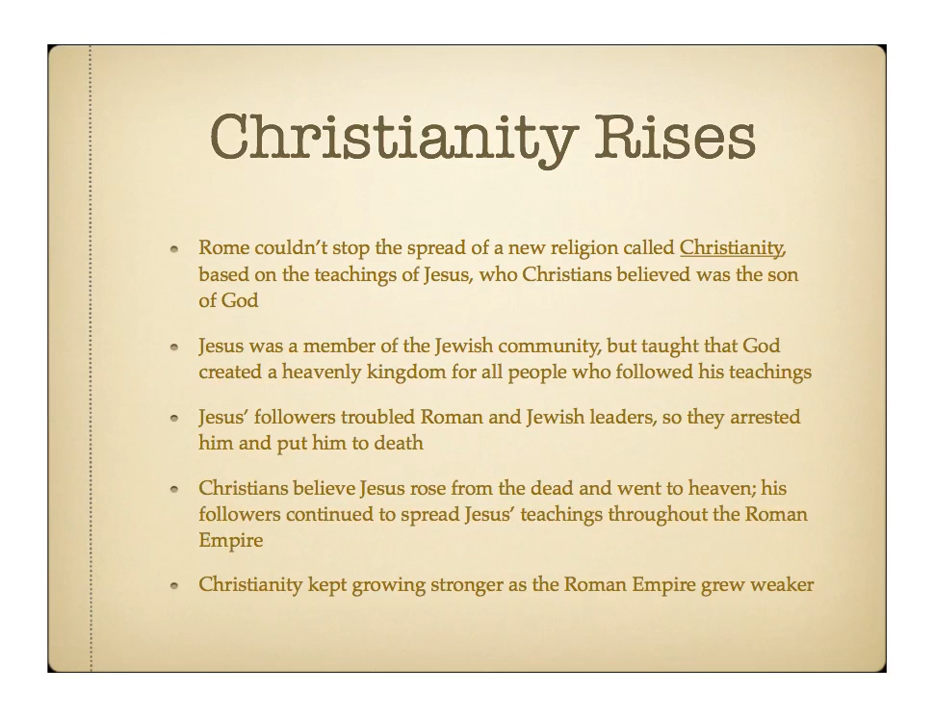 Christianity Rises
• Rome couldn’t stop the spread of a new religion called Christianity,
based on the teachings of Jesus, who Christians believed was the son
of God
• Jesus was a member of the Jewish community, but taught that God
created a heavenly kingdom for all people who followed his teachings
• Jesus’ followers troubled Roman and Jewish leaders, so they arrested
him and put him to death
• Christians believe Jesus rose from the dead and went to heaven; his
followers continued to spread Jesus’ teachings throughout the Roman
Empire
• Christianity kept growing stronger as the Roman Empire grew weaker